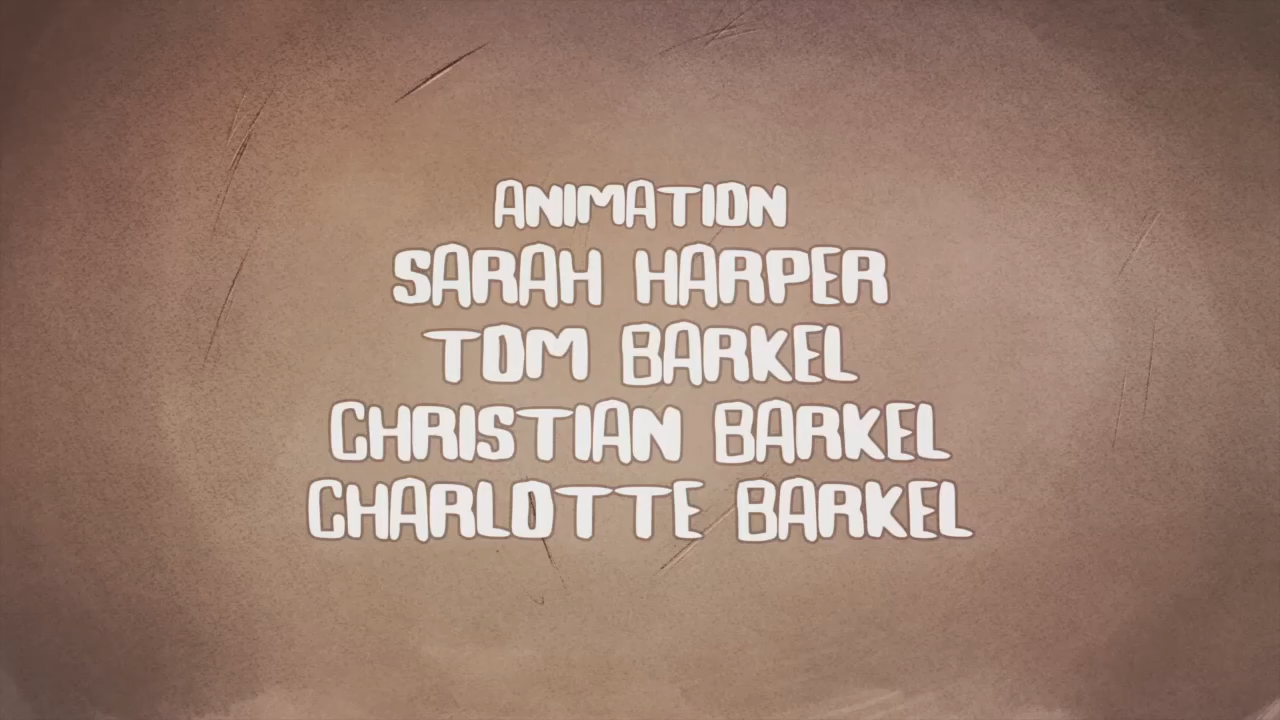 ANIMATION
SARAH HARPER
TOM BARKEL
CHRISTIAN BARKEL
CHARLOTTE BARKEL